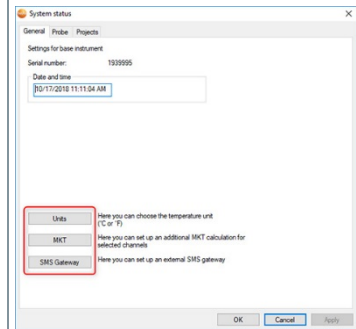 System status
General Probe Projects
Settings for base instrument
Serial number: 1939995
Date and time
10/17/2018 11:11:04 AM
Units
Here you can choose the temperature unit
(°C or °F)
MKT
Here you can set up an additional MKT calculation for
selected channels
SMS Gateway
Here you can set up an external SMS gateway
OK Cancel Apply